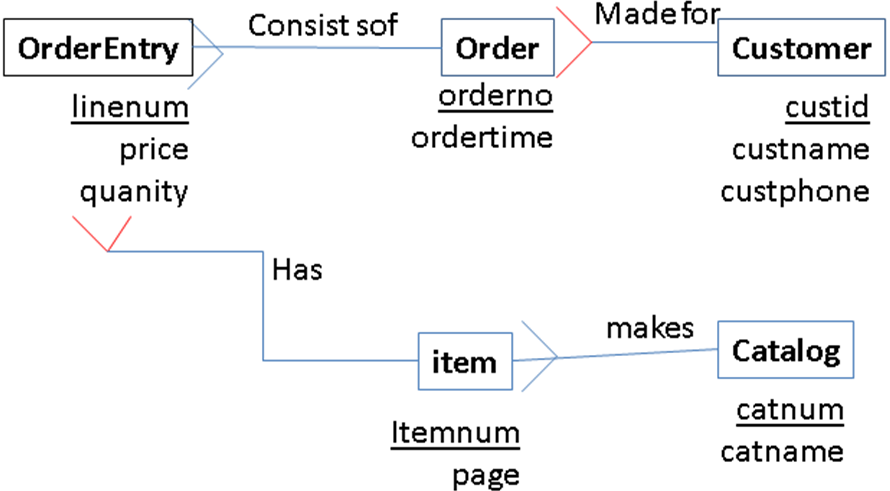 OrderEntry
Consist sof
Order
Made for
Customer
linenum
price
quanity
orderno
ordertime
custid
custname
custphone
Has
item
makes
Catalog
Itemnum
page
catnum
catname